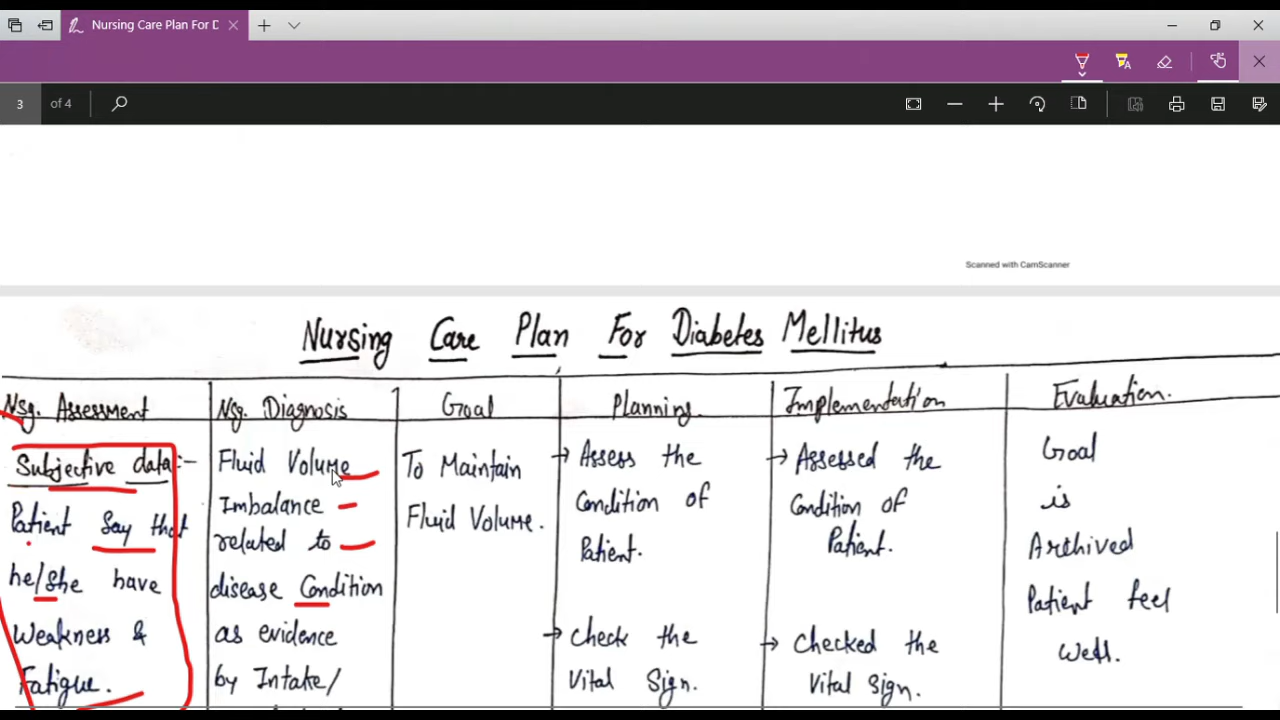 Nursing Care Plan For D
3 of 4
Scanned with CamScanner
Nursing Care Plan For Diabetes Mellitus
Nsg. Assessment
Subjective data:-
Patient Say that
he/She have
Weakness &
Fatigue.
Nsg. Diagnosis
Fluid Volume
Imbalance
related to
disease Condition
as evidence
by Intake/
Goal
To Maintain
Fluid Volume.
Planning.
→ Assess the
Condition of
Patient.
→ Check the
Vital Sign.
Implementation
→ Assessed the
Condition of
Patient.
→ Checked the
Vital Sign.
Evaluation.
Goal
is
Archived
Patient feel
Well.